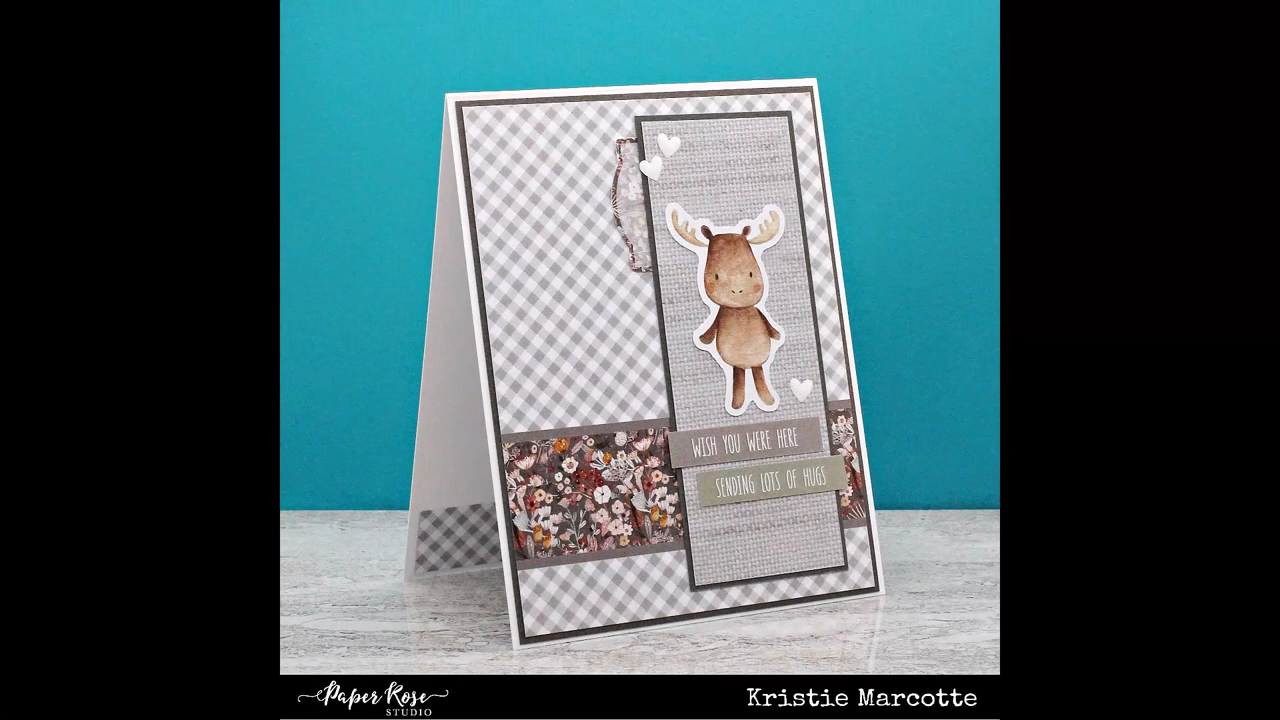 WISH YOU WERE HERE
SENDING LOTS OF HUGS
Paper Rose
STUDIO
Kristie Marcotte